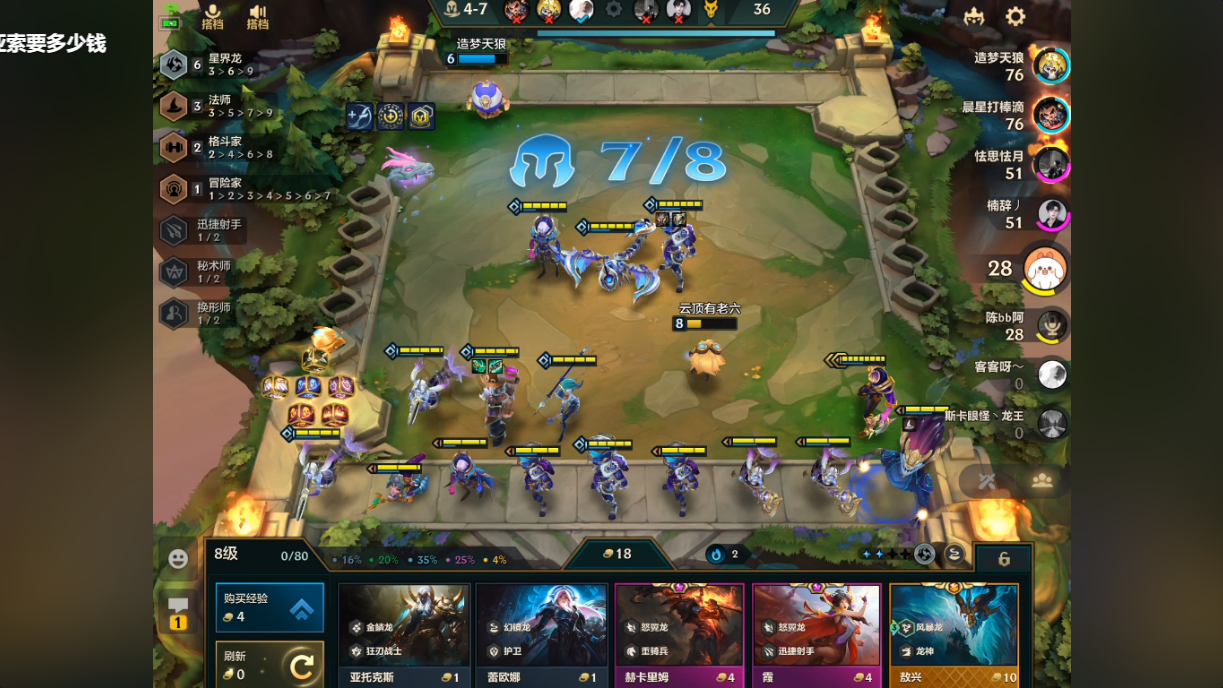 亚索要多少钱
搭档
搭档
4-7
36
造梦天狼
6
6 星界龙
3 > 6 > 9
3 法师
3 > 5 > 7 > 9
2 格斗家
2 > 4 > 6 > 8
1 冒险家
1 > 2 > 3 > 4 > 5 > 6 > 7
迅捷射手
1 / 2
秘术师
1 / 2
换形师
1 / 2
7/8
造梦天狼
76
晨星打棒滴
76
怯思怯月
51
楠辞丿
51
28
陈bb阿
28
客客呀～
0
斯卡眼怪丶龙王
0
云顶有老六
8
8级
0/80
16% 20% 35% 25% 4%
18
2
6
购买经验
4
刷新
0
1
金鳞龙
狂刃战士
亚托克斯 1
幻镜龙
护卫
蕾欧娜 1
怒翼龙
重骑兵
赫卡里姆 4
怒翼龙
迅捷射手
霞 4
风暴龙
龙神
敖兴 10